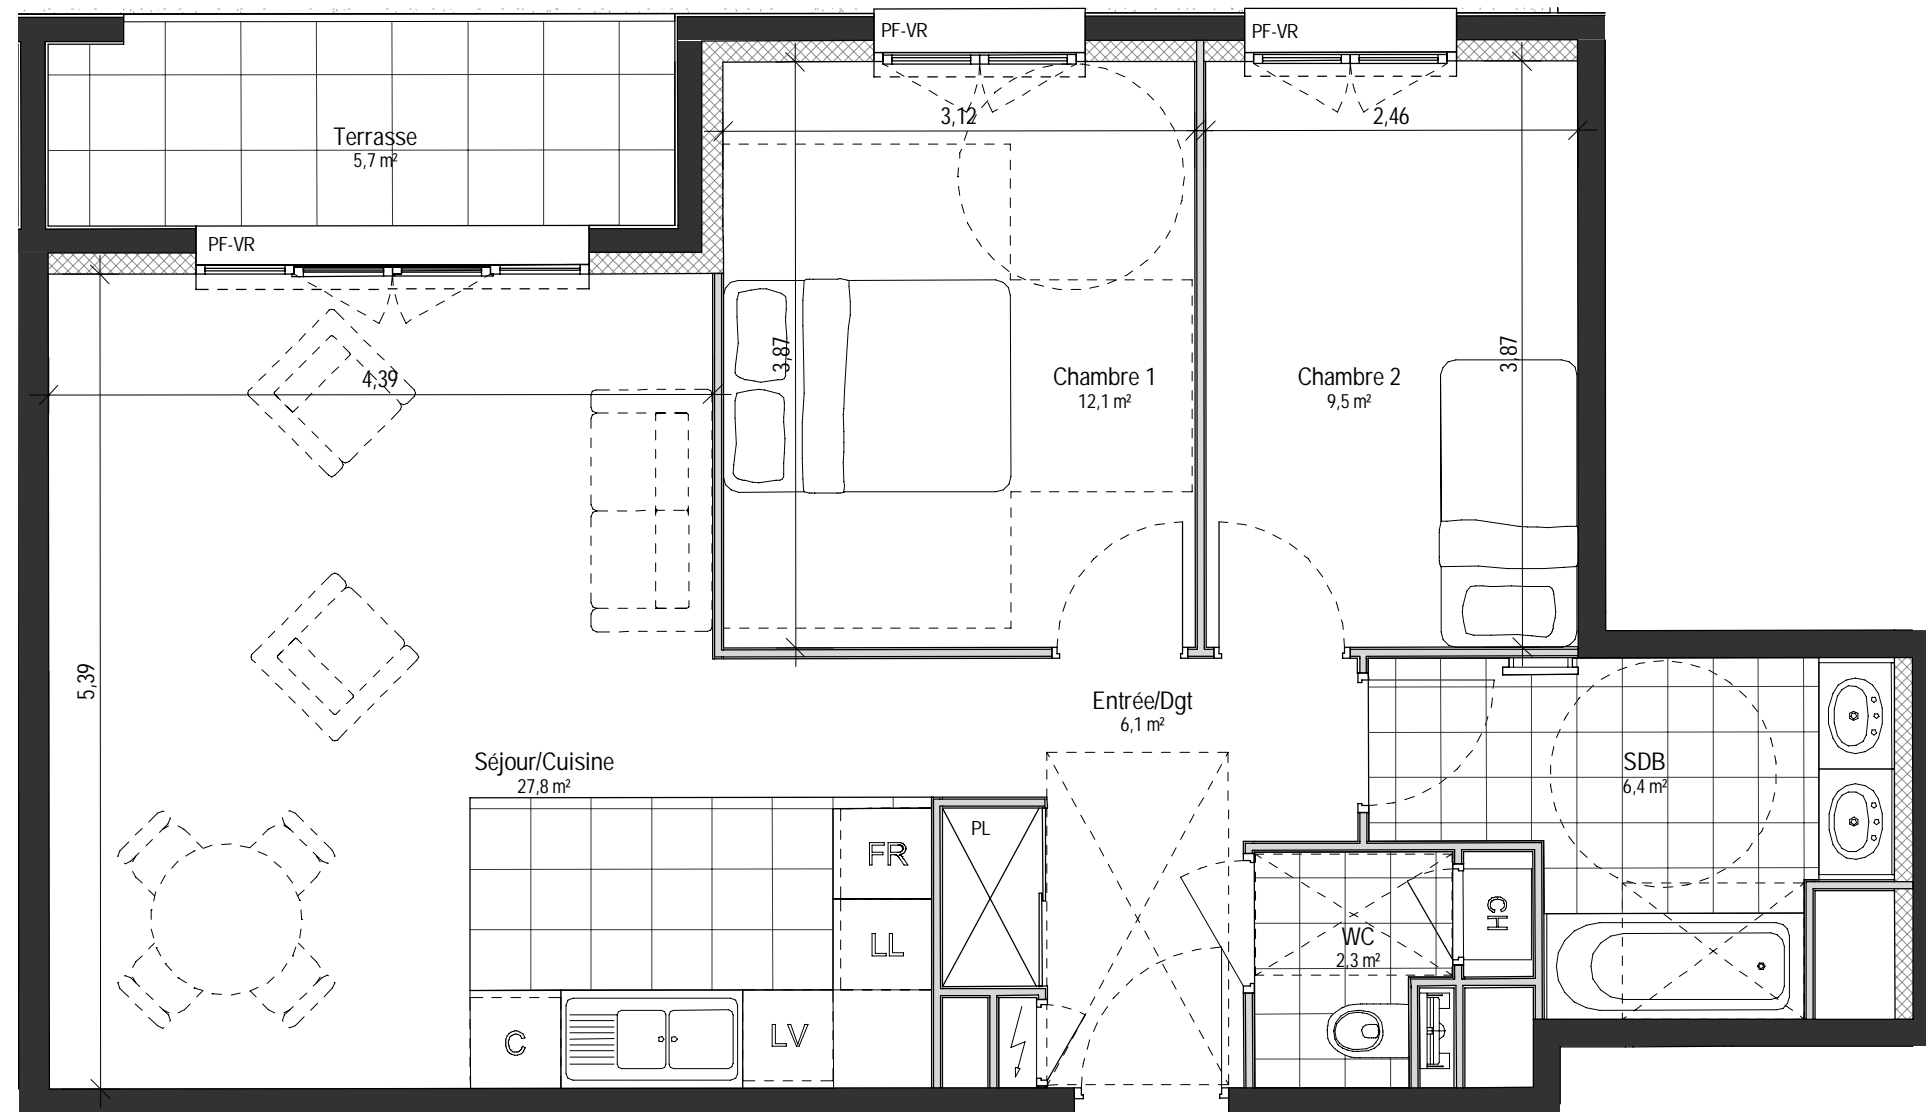 PF-VR
PF-VR
3,12
2,46
Terrasse
5,7 m²
PF-VR
3,87
3,87
4,39
Chambre 1
12,1 m²
Chambre 2
9,5 m²
5,39
Entrée/Dgt
6,1 m²
Séjour/Cuisine
27,8 m²
SDB
6,4 m²
PL
FR
CH
WC
2,3 m²
LL
C
LV